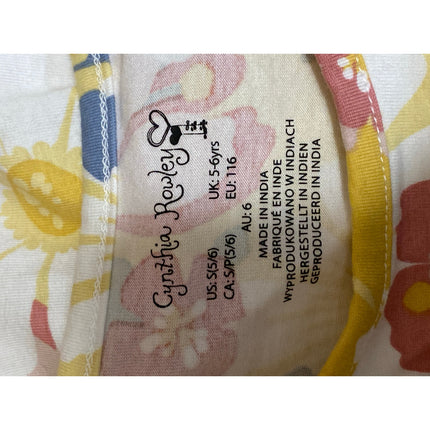 Cynthia Rowley
US: S(5/6) UK: 5-6yrs
CA: S/P(5/6) EU: 116
AU: 6
MADE IN INDIA
FABRIQUÉ EN INDE
WYPRODUKOWANO W INDIACH
HERGESTELLT IN INDIEN
GEPRODUCEERD IN INDIA